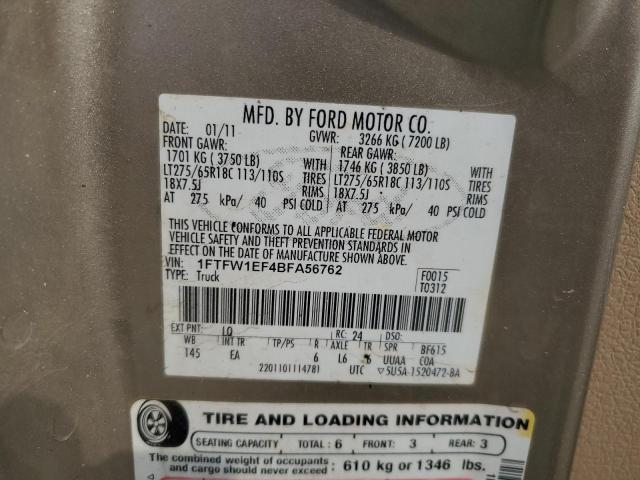 MFD. BY FORD MOTOR CO.
DATE: 01/11 GVWR: 3266 KG ( 7200 LB)
FRONT GAWR: REAR GAWR:
1701 KG ( 3750 LB) 1746 KG ( 3850 LB)
LT275/65R18C 113/110S TIRES LT275/65R18C 113/110S TIRES
18X7.5J RIMS 18X7.5J RIMS
AT 275 kPa/ 40 PSI COLD AT 275 kPa/ 40 PSI COLD
THIS VEHICLE CONFORMS TO ALL APPLICABLE FEDERAL MOTOR
VEHICLE SAFETY AND THEFT PREVENTION STANDARDS IN
EFFECT ON THE DATE OF MANUFACTURE SHOWN ABOVE.
VIN: 1FTFW1EF4BFA56762 F0015
TYPE: Truck T0312
EXT PNT: LQ RC: 24 DSO:
WB INT TR TP/PS R AXLE TR SPR BF615
145 EA 6 L6 6 UUAA COA
220110111478 UTC ▽5U5A-1520472-BA
TIRE AND LOADING INFORMATION
SEATING CAPACITY TOTAL: 6 FRONT: 3 REAR: 3
The combined weight of occupants
and cargo should never exceed 610 kg or 1346 lbs.